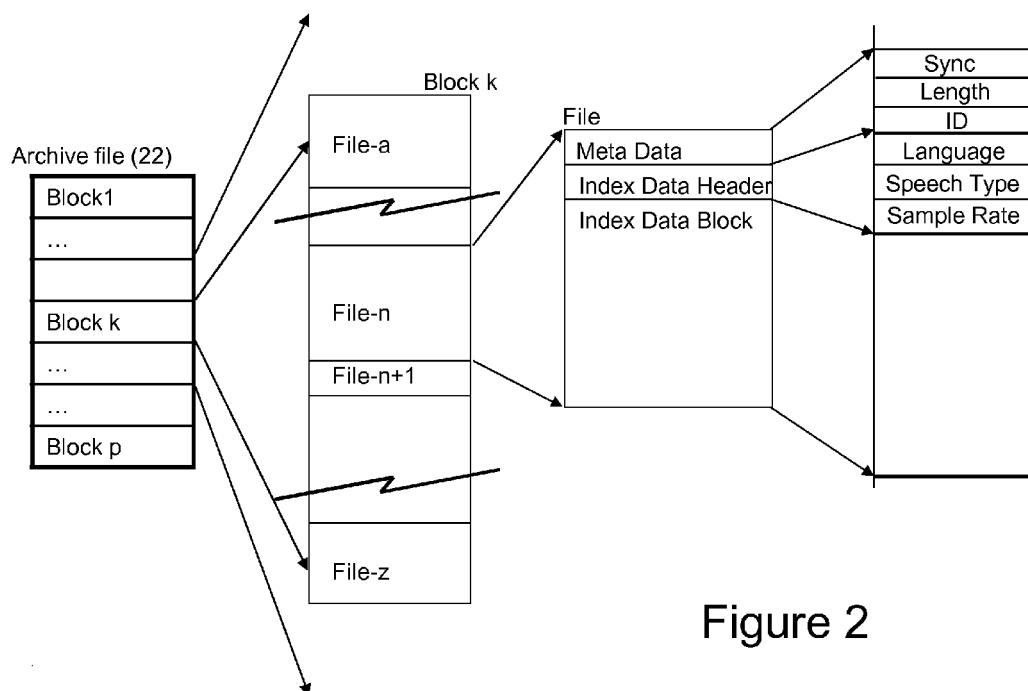 Archive file (22)
Block1
...
Block k
...
...
Block p
Block k
File-a
File-n
File-n+1
File-z
File
Meta Data
Index Data Header
Index Data Block
Sync
Length
ID
Language
Speech Type
Sample Rate
Figure 2